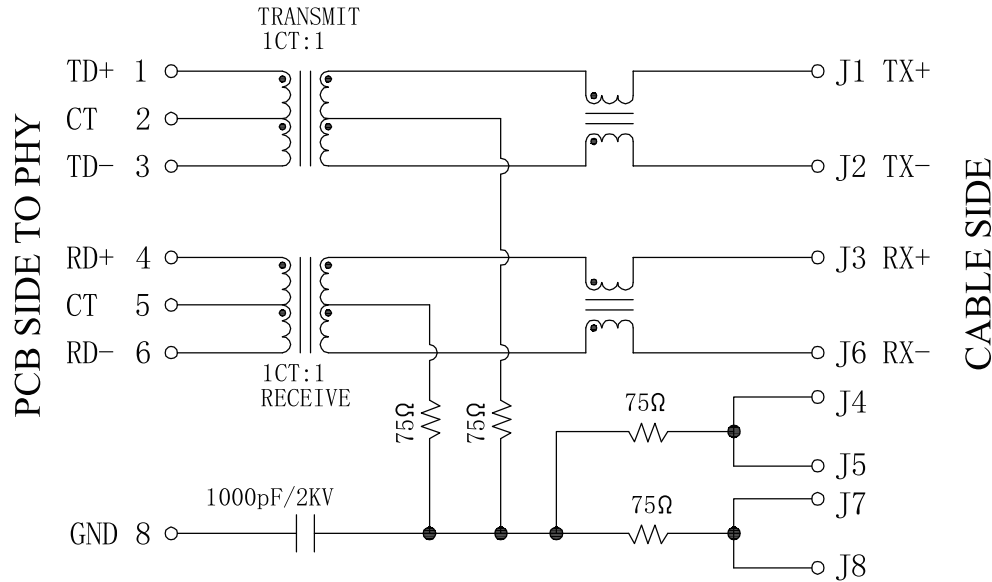 TRANSMIT
1CT:1
TD+ 1
CT 2
TD- 3
J1 TX+
J2 TX-
RD+ 4
CT 5
RD- 6
J3 RX+
J6 RX-
1CT:1
RECEIVE
PCB SIDE TO PHY
CABLE SIDE
75Ω
75Ω
75Ω
J4
J5
1000pF/2KV
GND 8
75Ω
J7
J8